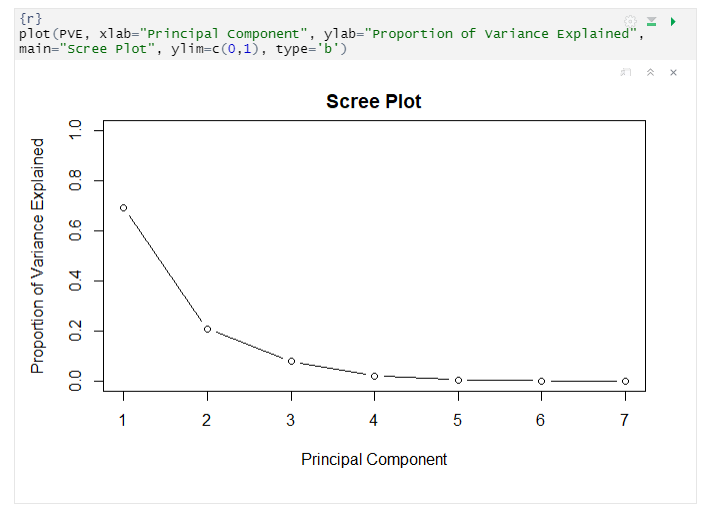 {r}
plot(PVE, xlab="Principal Component", ylab="Proportion of Variance Explained",
main="Scree Plot", ylim=c(0,1), type='b')
Scree Plot
Proportion of Variance Explained
1.0
0.8
0.6
0.4
0.2
0.0
1 2 3 4 5 6 7
Principal Component